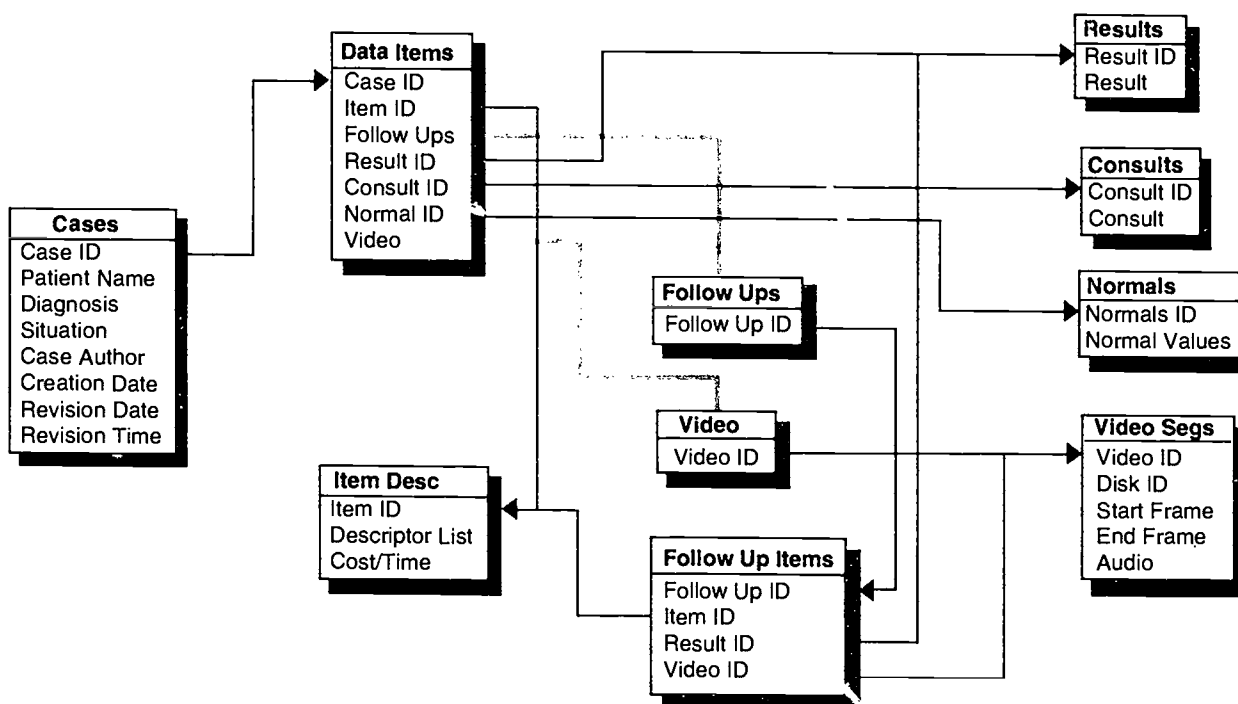 Cases
Case ID
Patient Name
Diagnosis
Situation
Case Author
Creation Date
Revision Date
Revision Time
Data Items
Case ID
Item ID
Follow Ups
Result ID
Consult ID
Normal ID
Video
Item Desc
Item ID
Descriptor List
Cost/Time
Follow Ups
Follow Up ID
Video
Video ID
Follow Up Items
Follow Up ID
Item ID
Result ID
Video ID
Results
Result ID
Result
Consults
Consult ID
Consult
Normals
Normals ID
Normal Values
Video Segs
Video ID
Disk ID
Start Frame
End Frame
Audio